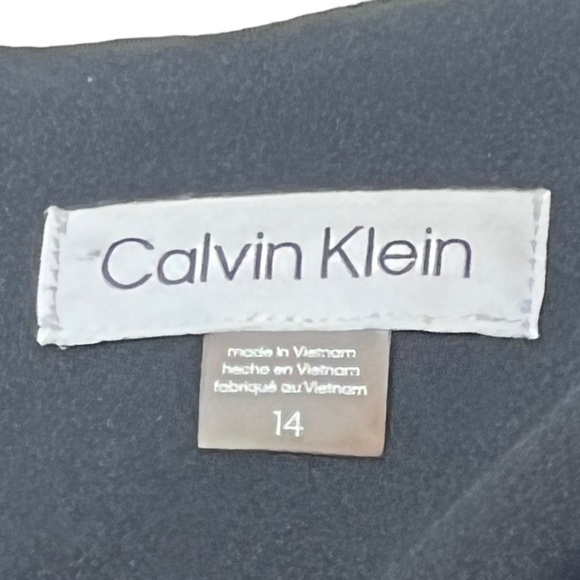 Calvin Klein
made in Vietnam
hecho en Vietnam
fabriqué au Vietnam
14